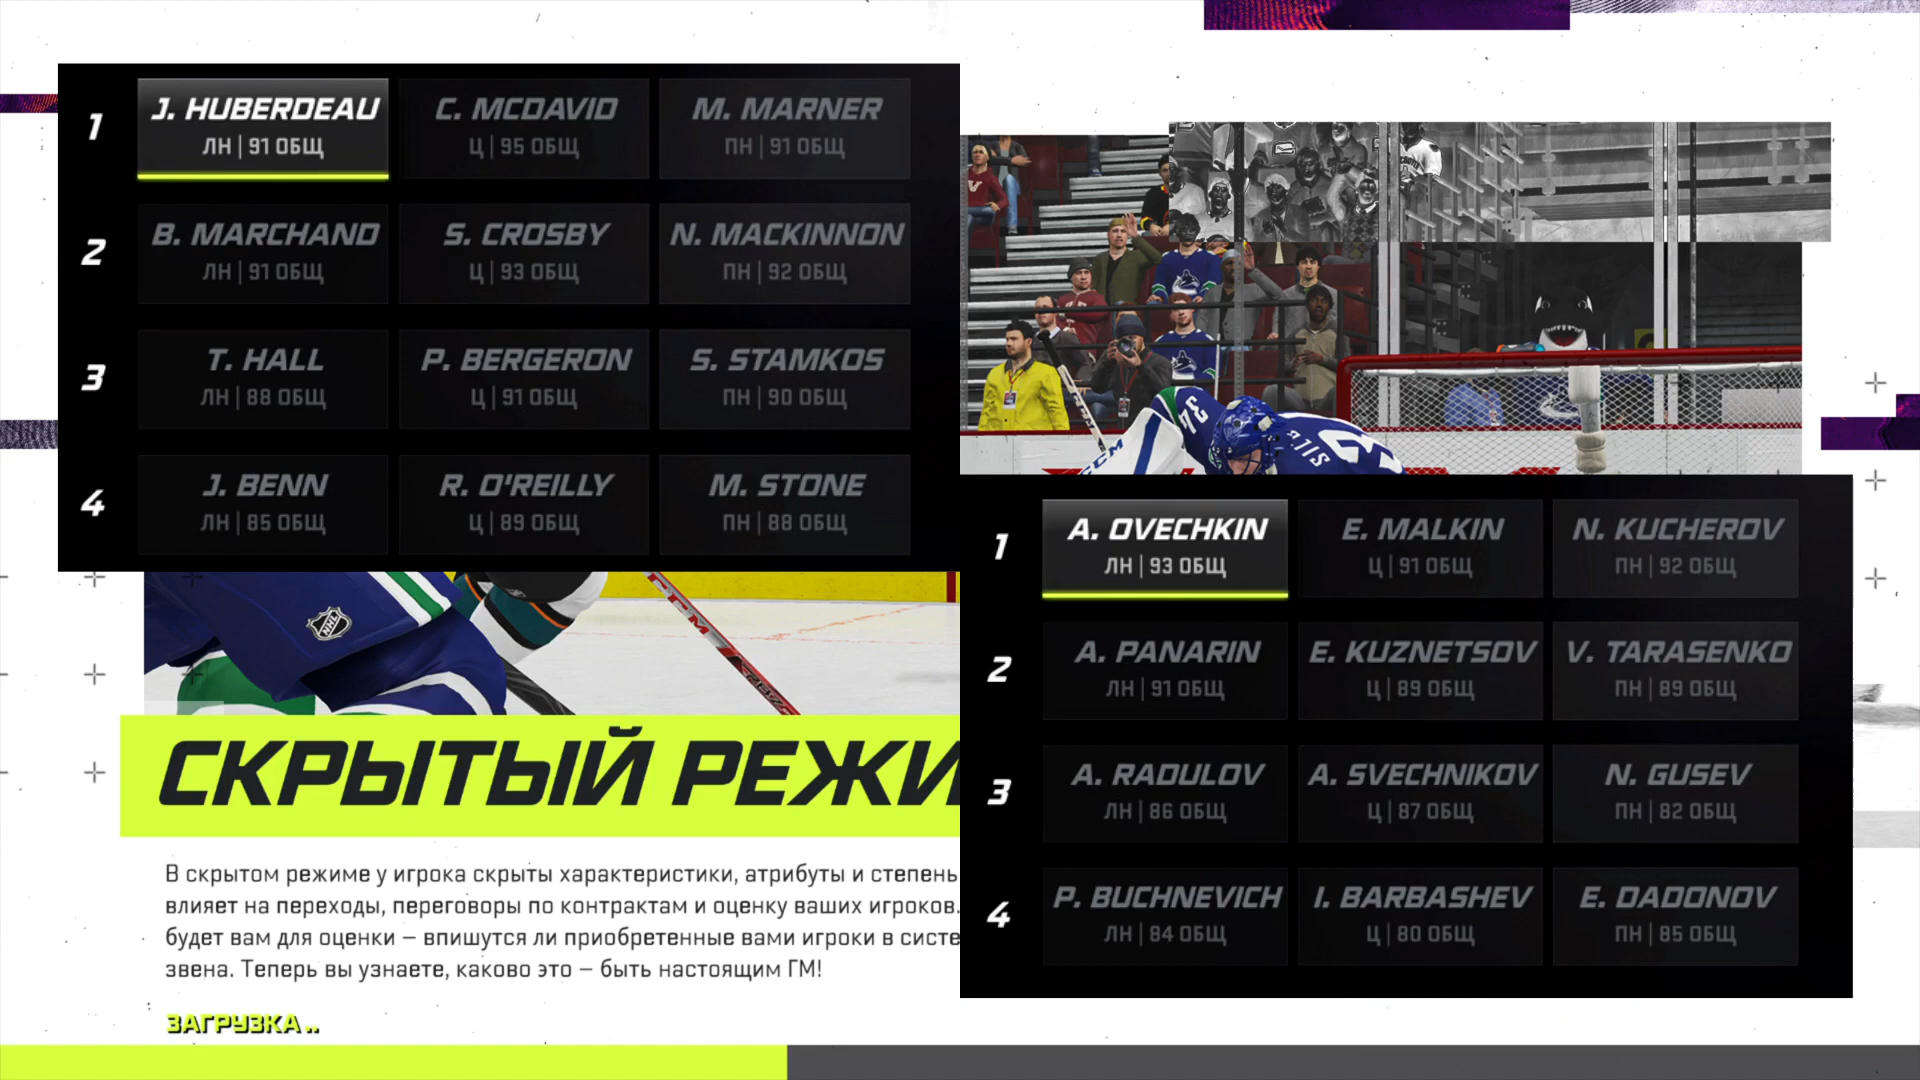 1
J. HUBERDEAU
ЛН | 91 ОБЩ
C. MCDAVID
Ц | 95 ОБЩ
M. MARNER
ПН | 91 ОБЩ
2
B. MARCHAND
ЛН | 91 ОБЩ
S. CROSBY
Ц | 93 ОБЩ
N. MACKINNON
ПН | 92 ОБЩ
3
T. HALL
ЛН | 88 ОБЩ
P. BERGERON
Ц | 91 ОБЩ
S. STAMKOS
ПН | 90 ОБЩ
4
J. BENN
ЛН | 85 ОБЩ
R. O'REILLY
Ц | 89 ОБЩ
M. STONE
ПН | 88 ОБЩ
34
CCM
NHL
CCM
1
A. OVECHKIN
ЛН | 93 ОБЩ
E. MALKIN
Ц | 91 ОБЩ
N. KUCHEROV
ПН | 92 ОБЩ
2
A. PANARIN
ЛН | 91 ОБЩ
E. KUZNETSOV
Ц | 89 ОБЩ
V. TARASENKO
ПН | 89 ОБЩ
3
A. RADULOV
ЛН | 86 ОБЩ
A. SVECHNIKOV
Ц | 87 ОБЩ
N. GUSEV
ПН | 82 ОБЩ
4
P. BUCHNEVICH
ЛН | 84 ОБЩ
I. BARBASHEV
Ц | 80 ОБЩ
E. DADONOV
ПН | 85 ОБЩ
СКРЫТЫЙ РЕЖИ
В скрытом режиме у игрока скрыты характеристики, атрибуты и степень
влияет на переходы, переговоры по контрактам и оценку ваших игроков.
будет вам для оценки – впишутся ли приобретенные вами игроки в систе
звена. Теперь вы узнаете, каково это – быть настоящим ГМ!
ЗАГРУЗКА ..